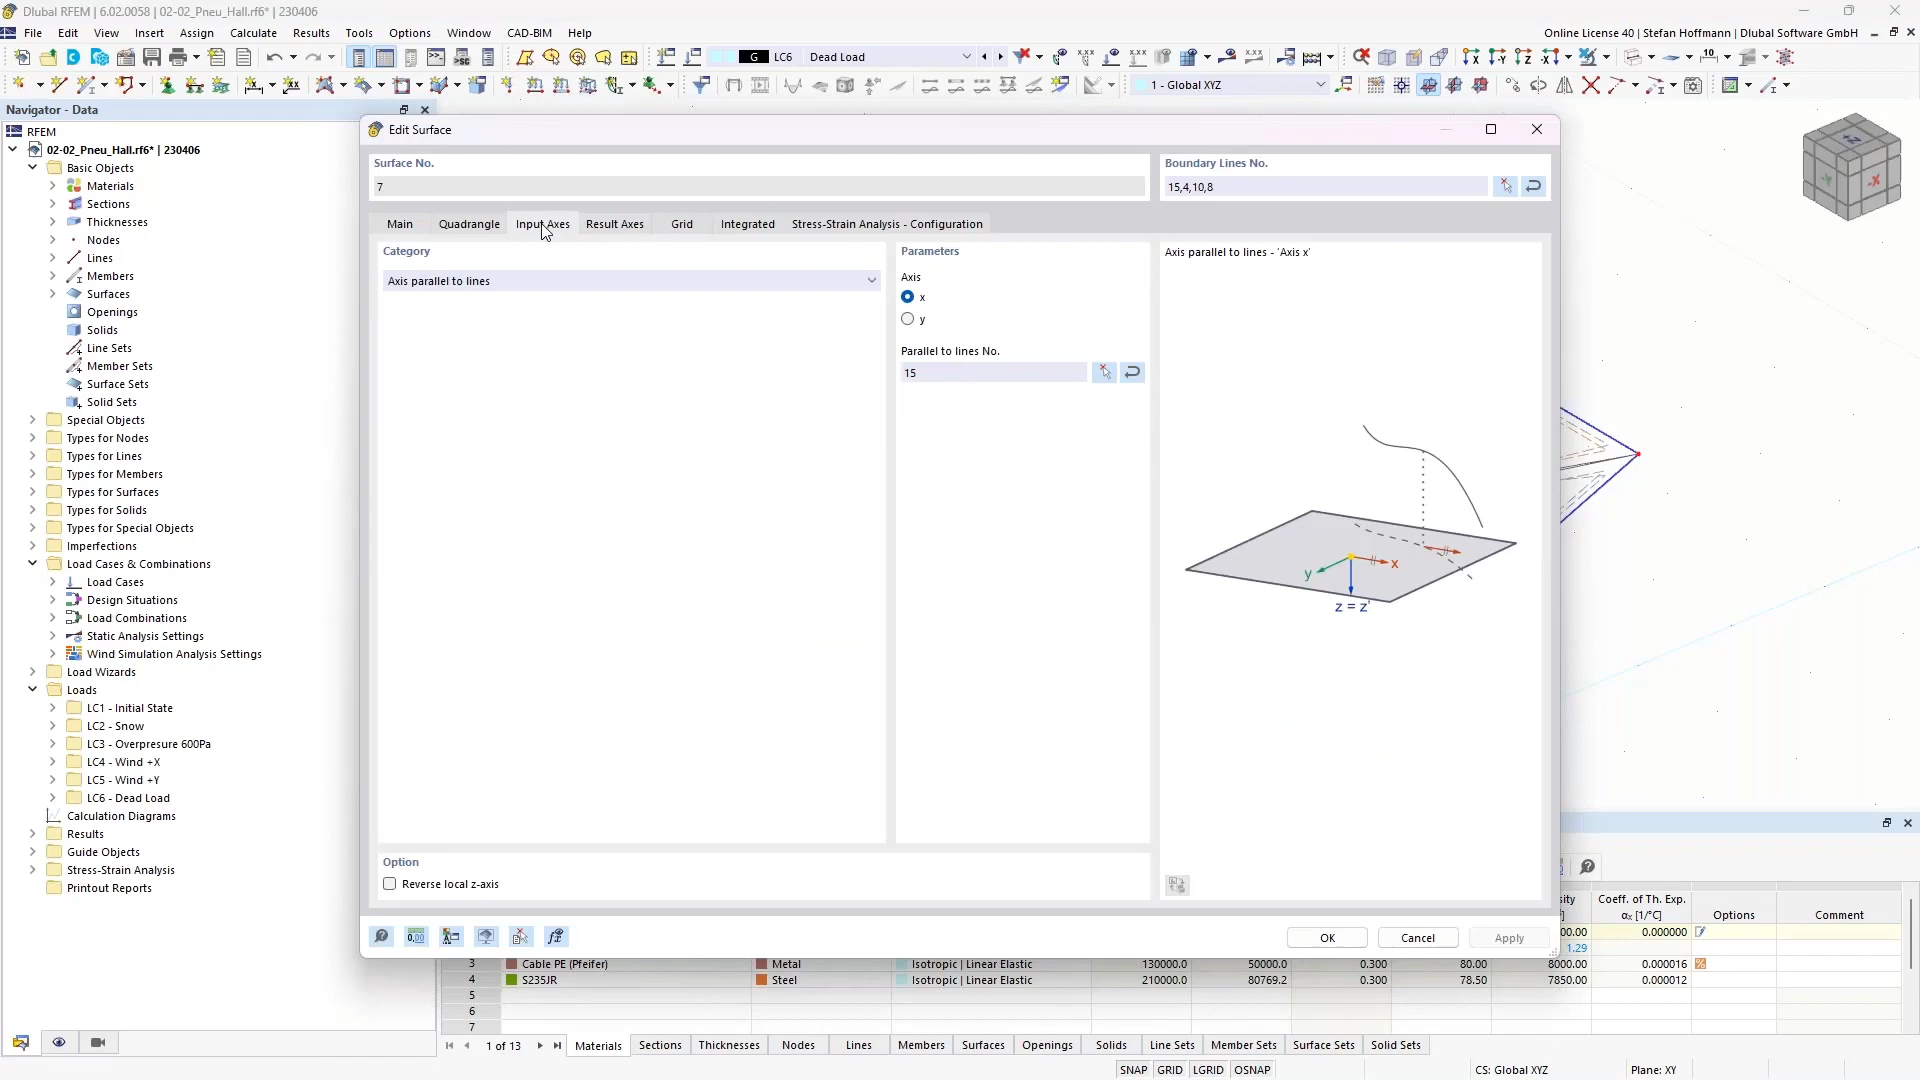 Dlubal RFEM | 6.02.0058 | 02-02_Pneu_Hall.rf6* | 230406
File Edit View Insert Assign Calculate Results Tools Options Window CAD-BIM Help
Online License 40 | Stefan Hoffmann | Dlubal Software GmbH
G LC6 Dead Load
1 - Global XYZ
Navigator - Data
RFEM
02-02_Pneu_Hall.rf6* | 230406
Basic Objects
Materials
Sections
Thicknesses
Nodes
Lines
Members
Surfaces
Openings
Solids
Line Sets
Member Sets
Surface Sets
Solid Sets
Special Objects
Types for Nodes
Types for Lines
Types for Members
Types for Surfaces
Types for Solids
Types for Special Objects
Imperfections
Load Cases & Combinations
Load Cases
Design Situations
Load Combinations
Static Analysis Settings
Wind Simulation Analysis Settings
Load Wizards
Loads
LC1 - Initial State
LC2 - Snow
LC3 - Overpresure 600Pa
LC4 - Wind +X
LC5 - Wind +Y
LC6 - Dead Load
Calculation Diagrams
Results
Guide Objects
Stress-Strain Analysis
Printout Reports
Edit Surface
Surface No.
7
Boundary Lines No.
15,4,10,8
Main Quadrangle Input Axes Result Axes Grid Integrated Stress-Strain Analysis - Configuration
Category
Axis parallel to lines
Parameters
Axis
x
y
Parallel to lines No.
15
Axis parallel to lines - 'Axis x'
x
y
z = z'
Option
Reverse local z-axis
OK Cancel Apply
+Z -Y -X
sity Coeff. of Th. Exp.
αx [1/°C] Options Comment
00.00 0.000000
1.29
3 Cable PE (Pfeifer) Metal Isotropic | Linear Elastic 130000.0 50000.0 0.300 80.00 8000.00 0.000016
4 S235JR Steel Isotropic | Linear Elastic 210000.0 80769.2 0.300 78.50 7850.00 0.000012
5
6
7
1 of 13 Materials Sections Thicknesses Nodes Lines Members Surfaces Openings Solids Line Sets Member Sets Surface Sets Solid Sets
SNAP GRID LGRID OSNAP CS: Global XYZ Plane: XY